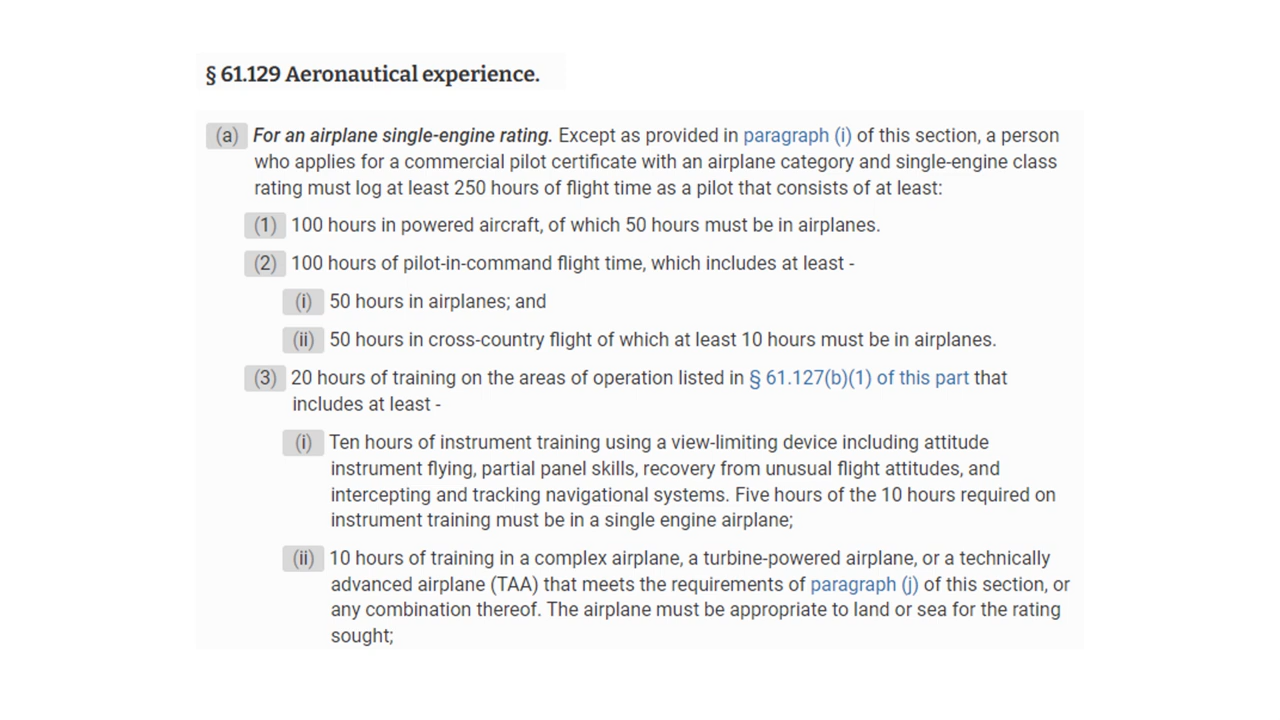 § 61.129 Aeronautical experience.
(a) For an airplane single-engine rating. Except as provided in paragraph (i) of this section, a person
who applies for a commercial pilot certificate with an airplane category and single-engine class
rating must log at least 250 hours of flight time as a pilot that consists of at least:
(1) 100 hours in powered aircraft, of which 50 hours must be in airplanes.
(2) 100 hours of pilot-in-command flight time, which includes at least -
(i) 50 hours in airplanes; and
(ii) 50 hours in cross-country flight of which at least 10 hours must be in airplanes.
(3) 20 hours of training on the areas of operation listed in § 61.127(b)(1) of this part that
includes at least -
(i) Ten hours of instrument training using a view-limiting device including attitude
instrument flying, partial panel skills, recovery from unusual flight attitudes, and
intercepting and tracking navigational systems. Five hours of the 10 hours required on
instrument training must be in a single engine airplane;
(ii) 10 hours of training in a complex airplane, a turbine-powered airplane, or a technically
advanced airplane (TAA) that meets the requirements of paragraph (j) of this section, or
any combination thereof. The airplane must be appropriate to land or sea for the rating
sought;